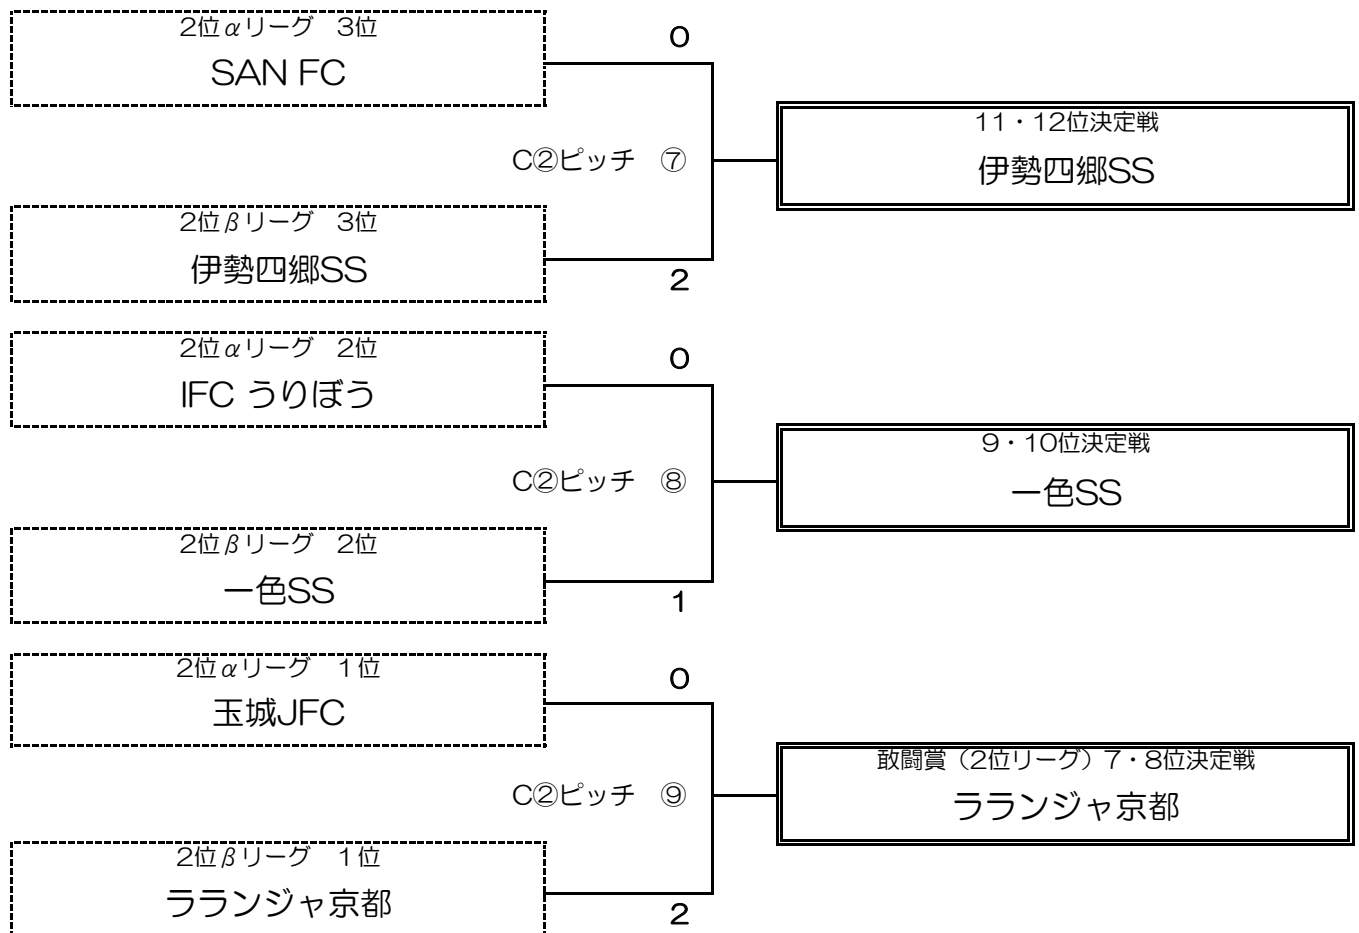 2位αリーグ　3位
SAN FC
0
C②ピッチ　⑦
11・12位決定戦
伊勢四郷SS
2位βリーグ　3位
伊勢四郷SS
2
2位αリーグ　2位
IFC うりぼう
0
C②ピッチ　⑧
9・10位決定戦
一色SS
2位βリーグ　2位
一色SS
1
2位αリーグ　1位
玉城JFC
0
C②ピッチ　⑨
敢闘賞（2位リーグ）7・8位決定戦
ラランジャ京都
2位βリーグ　1位
ラランジャ京都
2